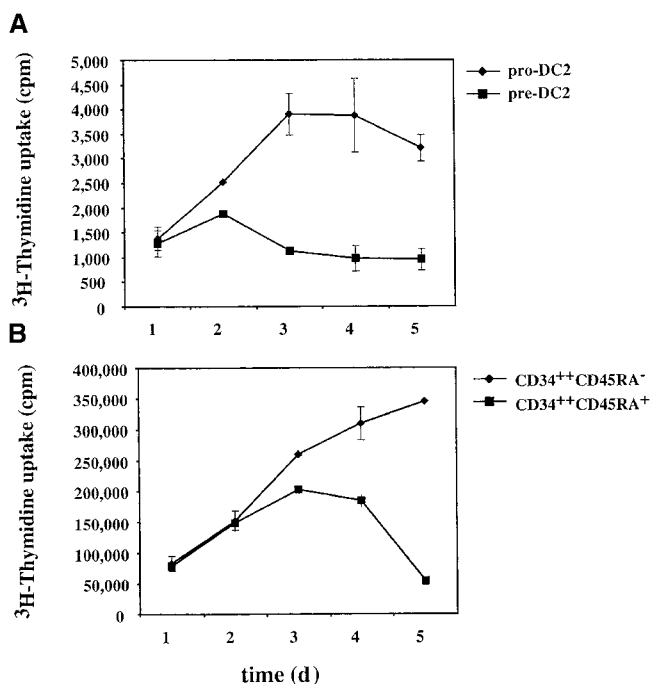 A
³H-Thymidine uptake (cpm)
5,000
4,500
4,000
3,500
3,000
2,500
2,000
1,500
1,000
500
0
1 2 3 4 5
pro-DC2
pre-DC2
B
³H-Thymidine uptake (cpm)
400,000
350,000
300,000
250,000
200,000
150,000
100,000
50,000
0
1 2 3 4 5
CD34⁺⁺CD45RA⁻
CD34⁺⁺CD45RA⁺
time (d)